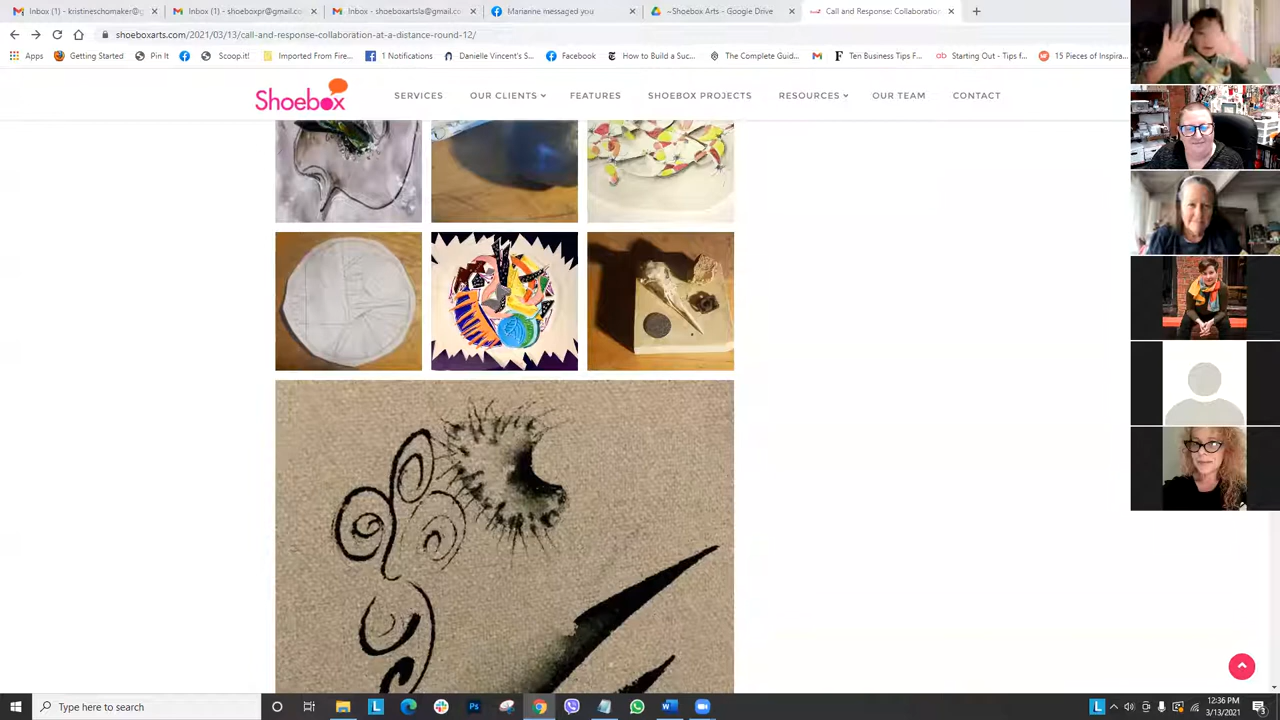 Inbox (1) - kristineschomaker@g
Inbox (1) - shoeboxpr@gmail.co
Inbox (1) - shoeboxartsla@gmail.co
Marianne messaged you
~Shoebox Arts - Google Drive
Call and Response: Collaboration
shoeboxarts.com/2021/03/13/call-and-response-collaboration-at-a-distance-round-12/
Apps
Getting Started
Pin It
Scoop.it!
Imported From Fire...
1 Notifications
Danielle Vincent's S...
Facebook
How to Build a Suc...
The Complete Guid...
Ten Business Tips F...
Starting Out - Tips f...
15 Pieces of Inspira...
Shoebox
SERVICES
OUR CLIENTS
FEATURES
SHOEBOX PROJECTS
RESOURCES
OUR TEAM
CONTACT
Type here to search
12:36 PM
3/13/2021